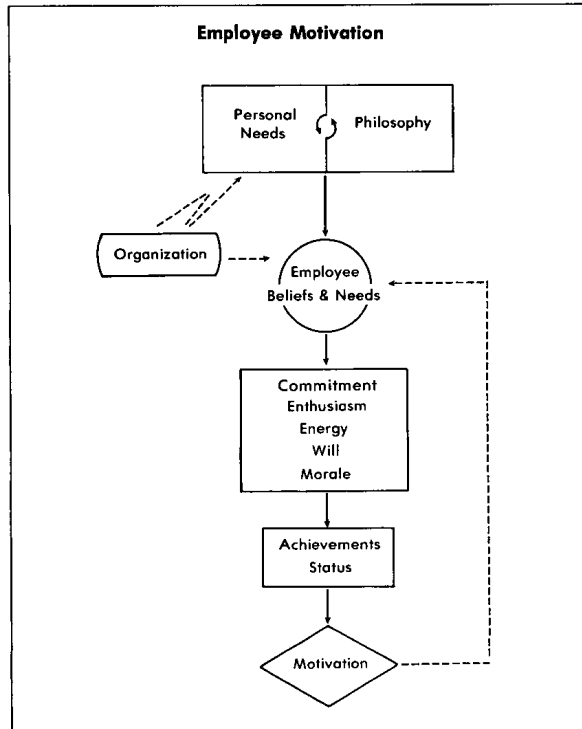 Employee Motivation
Personal
Needs
Philosophy
Organization
Employee
Beliefs & Needs
Commitment
Enthusiasm
Energy
Will
Morale
Achievements
Status
Motivation